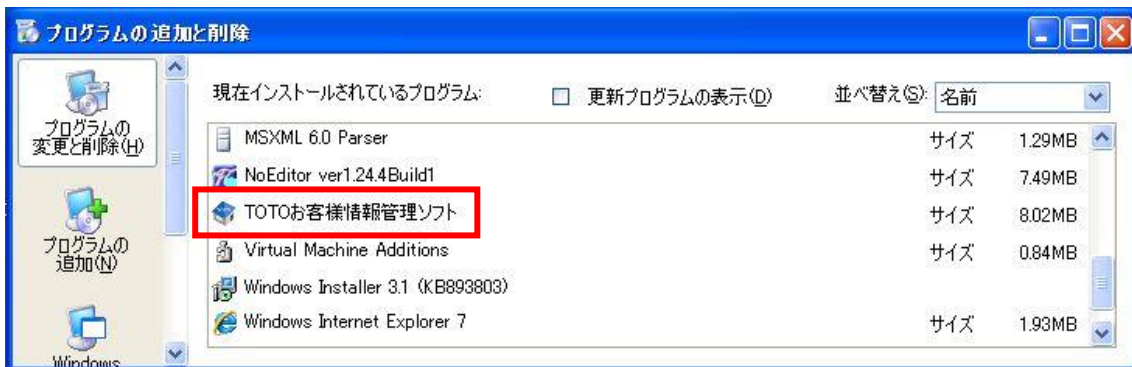 プログラムの追加と削除
プログラムの
変更と削除(H)
プログラムの
追加(N)
Windows
現在インストールされているプログラム:
更新プログラムの表示(D)
並べ替え(S): 名前
MSXML 6.0 Parser サイズ 1.29MB
NoEditor ver1.24.4Build1 サイズ 7.49MB
TOTOお客様情報管理ソフト サイズ 8.02MB
Virtual Machine Additions サイズ 0.84MB
Windows Installer 3.1 (KB893803)
Windows Internet Explorer 7 サイズ 1.93MB